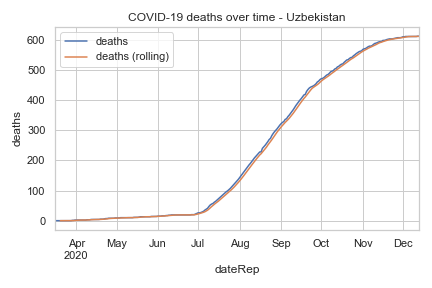 COVID-19 deaths over time - Uzbekistan
deaths
deaths (rolling)
600
500
400
300
200
100
0
deaths
Apr May Jun Jul Aug Sep Oct Nov Dec
2020
dateRep